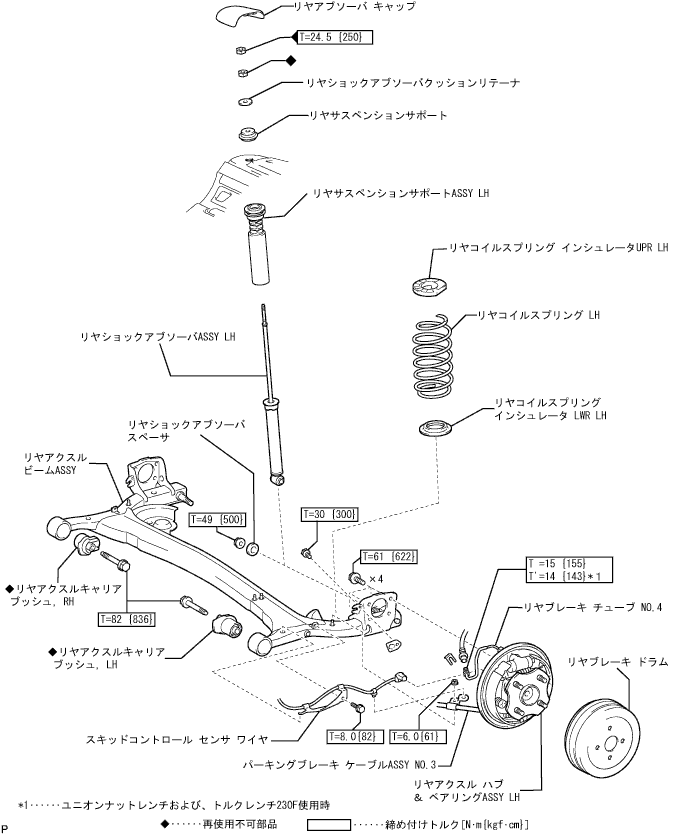 リヤアブソーバ キャップ
T=24.5 {250}
◆
リヤショックアブソーバクッションリテーナ
リヤサスペンションサポート
リヤサスペンションサポートASSY LH
リヤコイルスプリング インシュレータUPR LH
リヤコイルスプリング LH
リヤショックアブソーバASSY LH
リヤコイルスプリング
インシュレータ LWR LH
リヤショックアブソーバ
スペーサ
リヤアクスル
ビームASSY
T=49 {500}
T=30 {300}
T=61 {622}
×4
T =15 {155}
T'=14 {143}*1
◆リヤアクスルキャリア
ブッシュ, RH
リヤブレーキ チューブ NO.4
T=82 {836}
◆リヤアクスルキャリア
ブッシュ, LH
リヤブレーキ ドラム
スキッドコントロール センサ ワイヤ
T=8.0{82}
T=6.0{61}
パーキングブレーキ ケーブルASSY NO.3
リヤアクスル ハブ
& ベアリングASSY LH
*1‥‥‥ユニオンナットレンチおよび、トルクレンチ230F使用時
P
◆‥‥‥再使用不可部品
‥‥‥締め付けトルク[N·m{kgf·cm}]